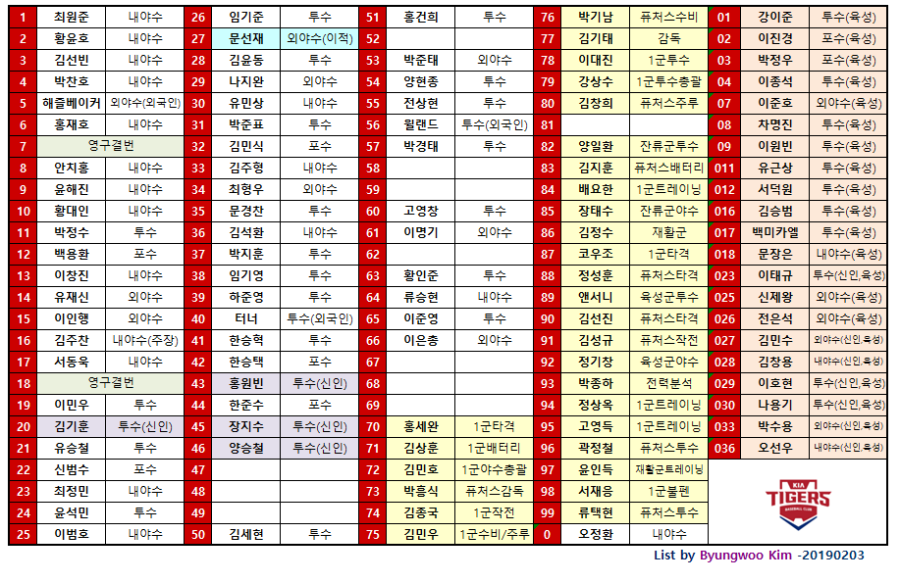 1 최원준 내야수 26 임기준 투수 51 홍건희 투수 76 박기남 퓨처스수비 01 강이준 포수(육성)
2 황윤호 내야수 27 문선재 외야수(이적) 52 77 김기태 감독 02 이진경 포수(육성)
3 김선빈 내야수 28 김윤동 투수 53 박준태 외야수 78 이대진 1군투수 03 박정우 포수(육성)
4 박찬호 내야수 29 나지완 외야수 54 양현종 투수 79 강상수 1군투수총괄 04 이종석 투수(육성)
5 해즐베이커 외야수(외국인) 30 유민상 내야수 55 전상현 투수 80 김창희 퓨처스주루 07 이준호 외야수(육성)
6 홍재호 내야수 31 박준표 투수 56 윌랜드 투수(외국인) 81 08 차명진 투수(육성)
7 영구결번 32 김민식 포수 57 박경태 투수 82 양일환 잔류군투수 09 이원빈 투수(육성)
8 안치홍 내야수 33 김주형 내야수 58 83 김지훈 퓨처스배터리 011 유근상 투수(육성)
9 윤해진 내야수 34 최형우 외야수 59 84 배요한 1군트레이닝 012 서덕원 투수(육성)
10 황대인 내야수 35 문경찬 투수 60 고영창 투수 85 장태수 잔류군야수 016 김승범 투수(육성)
11 박정수 투수 36 김석환 내야수 61 이명기 외야수 86 김정수 재활군 017 백미카엘 투수(육성)
12 백용환 포수 37 박지훈 투수 62 87 코우조 1군타격 018 문장은 내야수(육성)
13 이창진 내야수 38 임기영 투수 63 황인준 투수 88 정성훈 퓨처스타격 023 이태규 투수(신인,육성)
14 유재신 외야수 39 하준영 투수 64 류승현 내야수 89 앤서니 육성군투수 025 신제왕 외야수(육성)
15 이인행 외야수 40 터너 투수(외국인) 65 이준영 투수 90 김선진 퓨처스타격 026 전은석 외야수(육성)
16 김주찬 내야수(주장) 41 한승혁 투수 66 이은총 외야수 91 김성규 퓨처스작전 027 김민수 외야수(신인,육성)
17 서동욱 내야수 42 한승택 포수 67 92 정기창 육성군야수 028 김창용 내야수(신인,육성)
18 영구결번 43 홍원빈 투수(신인) 68 93 박종하 전력분석 029 이호현 투수(신인,육성)
19 이민우 투수 44 한준수 포수 69 94 정상옥 1군트레이닝 030 나용기 투수(신인,육성)
20 김기훈 투수(신인) 45 장지수 투수(신인) 70 홍세완 1군타격 95 고영득 1군트레이닝 033 박수용 외야수(신인,육성)
21 유승철 투수 46 양승철 투수(신인) 71 김상훈 1군배터리 96 곽정철 퓨처스투수 036 오선우 내야수(신인,육성)
22 신범수 포수 47 72 김민호 1군야수총괄 97 윤인득 재활군트레이닝
23 최정민 내야수 48 73 박흥식 퓨처스감독 98 서재응 1군불펜
24 윤석민 투수 49 74 김종국 1군작전 99 류택현 퓨처스투수
25 이범호 내야수 50 김세현 투수 75 김민우 1군수비/주루 0 오정환 내야수
KIA
TIGERS
BASEBALL CLUB
List by Byungwoo Kim -20190203